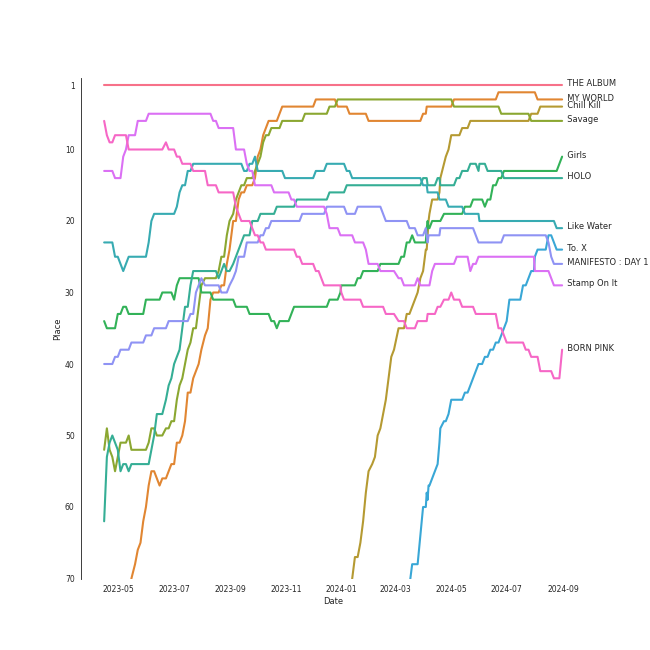 1
10
20
30
40
50
60
70
Place
2023-05
2023-07
2023-09
2023-11
2024-01
2024-03
2024-05
2024-07
2024-09
Date
THE ALBUM
MY WORLD
Chill Kill
Savage
Girls
HOLO
Like Water
To. X
MANIFESTO : DAY 1
Stamp On It
BORN PINK